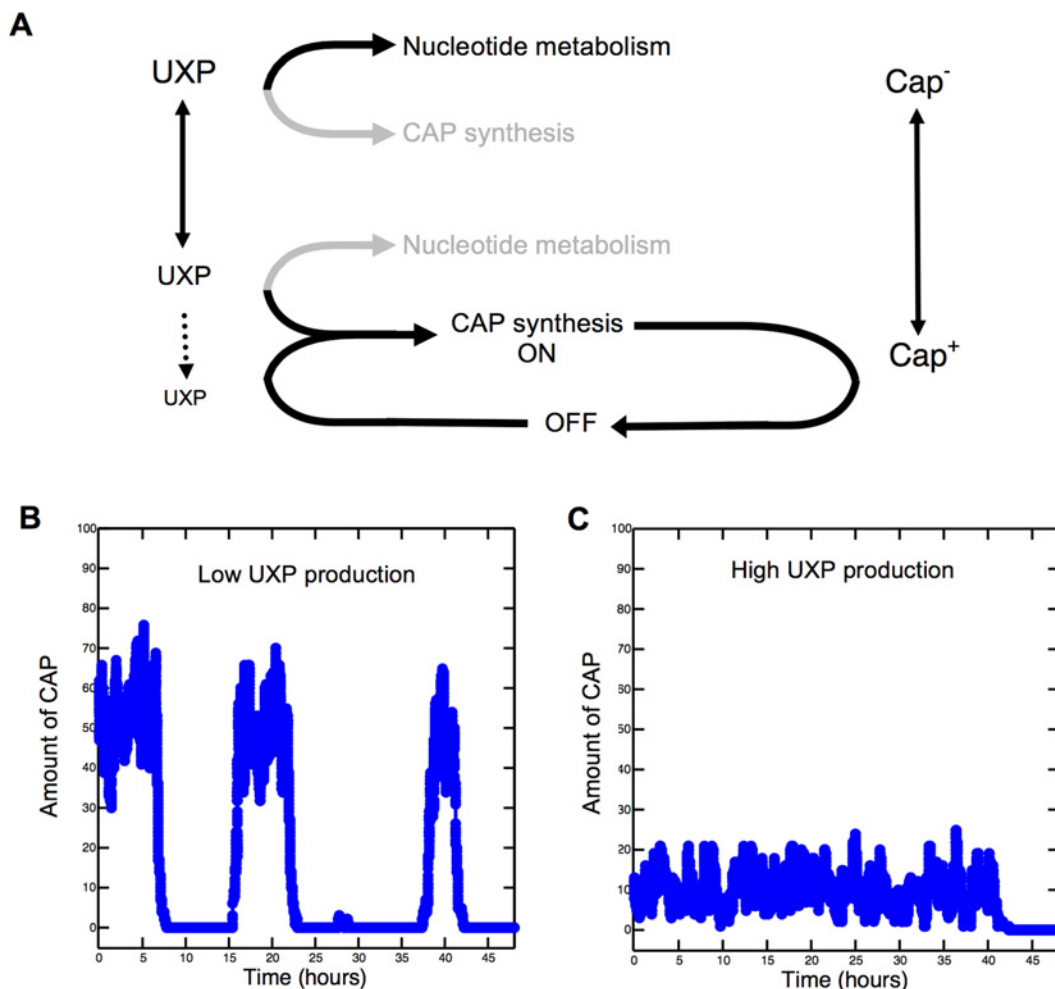 A
UXP
Nucleotide metabolism
CAP synthesis
Cap-
UXP
Nucleotide metabolism
CAP synthesis
ON
Cap+
UXP
OFF
B
Low UXP production
100
90
80
70
60
50
40
30
20
10
0
Amount of CAP
0 5 10 15 20 25 30 35 40 45
Time (hours)
C
High UXP production
100
90
80
70
60
50
40
30
20
10
0
Amount of CAP
0 5 10 15 20 25 30 35 40 45
Time (hours)